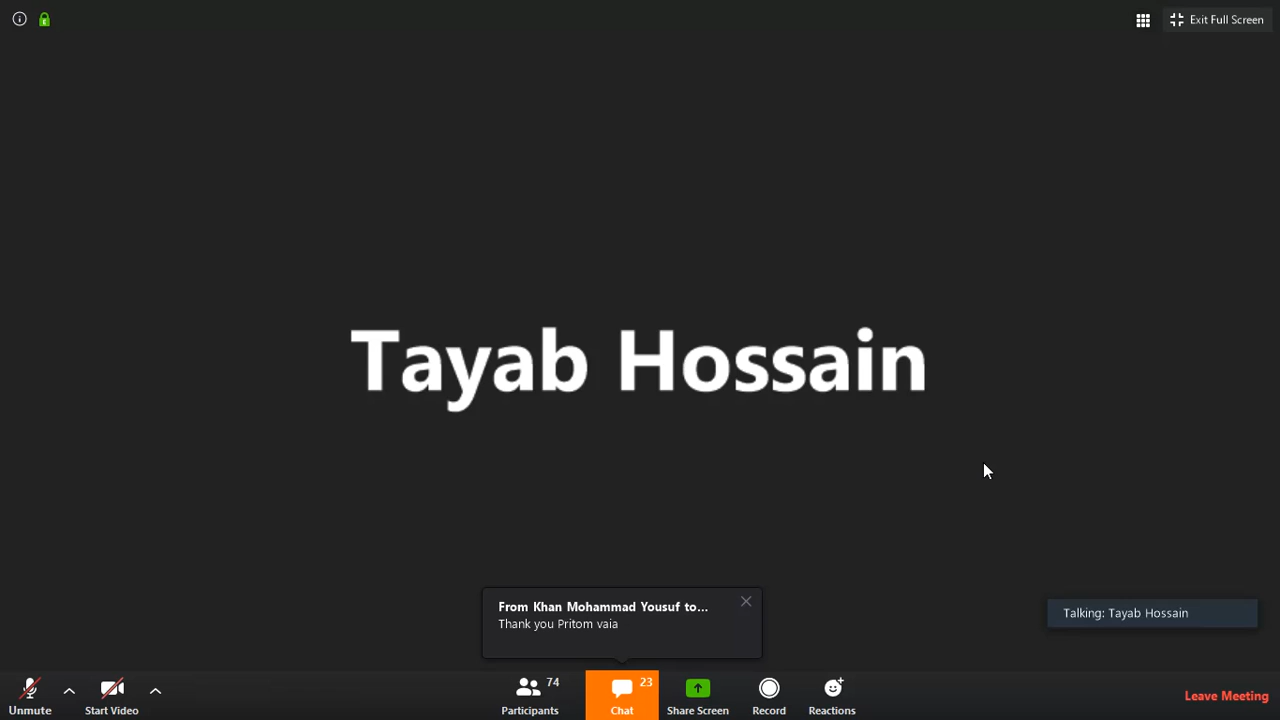 Exit Full Screen
Tayab Hossain
From Khan Mohammad Yousuf to...
Thank you Pritom vaia
Talking: Tayab Hossain
74
23
Unmute
Start Video
Participants
Chat
Share Screen
Record
Reactions
Leave Meeting